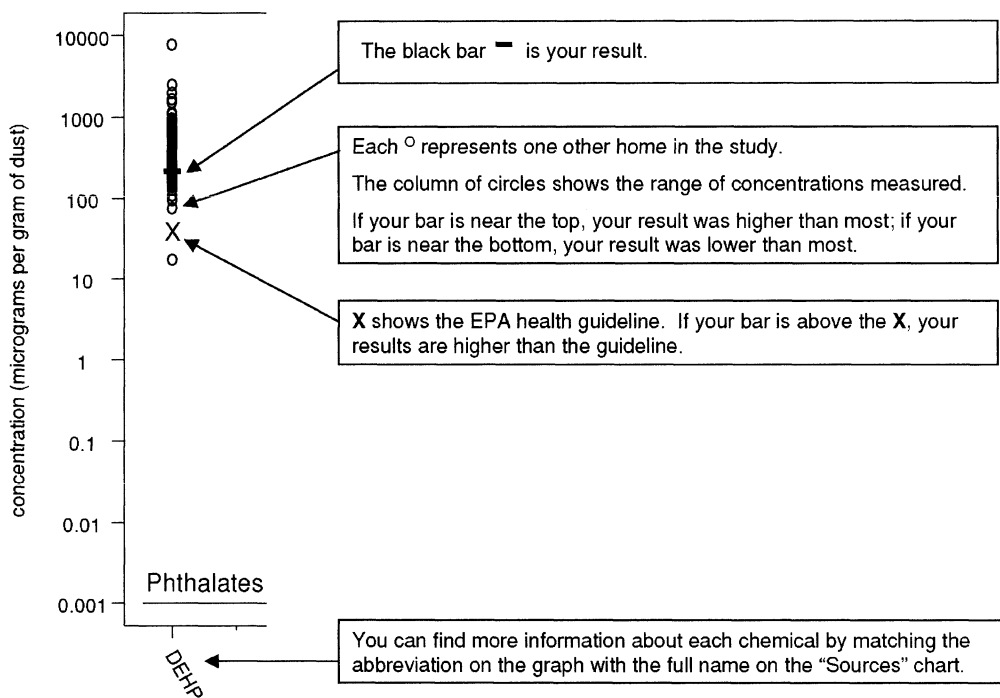 concentration (micrograms per gram of dust)
10000
1000
100
10
1
0.1
0.01
0.001
X
Phthalates
DEHP
The black bar – is your result.
Each O represents one other home in the study.
The column of circles shows the range of concentrations measured.
If your bar is near the top, your result was higher than most; if your
bar is near the bottom, your result was lower than most.
X shows the EPA health guideline. If your bar is above the X, your
results are higher than the guideline.
You can find more information about each chemical by matching the
abbreviation on the graph with the full name on the “Sources” chart.